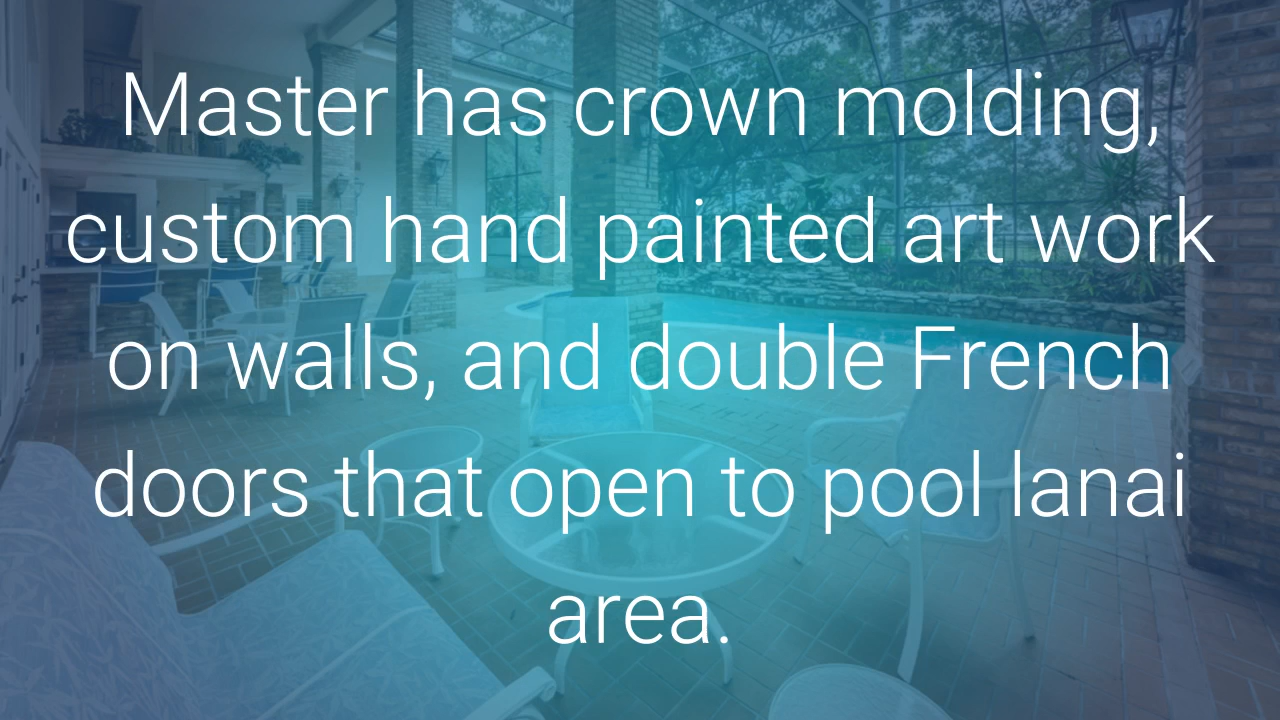 Master has crown molding,
custom hand painted art work
on walls, and double French
doors that open to pool lanai
area.